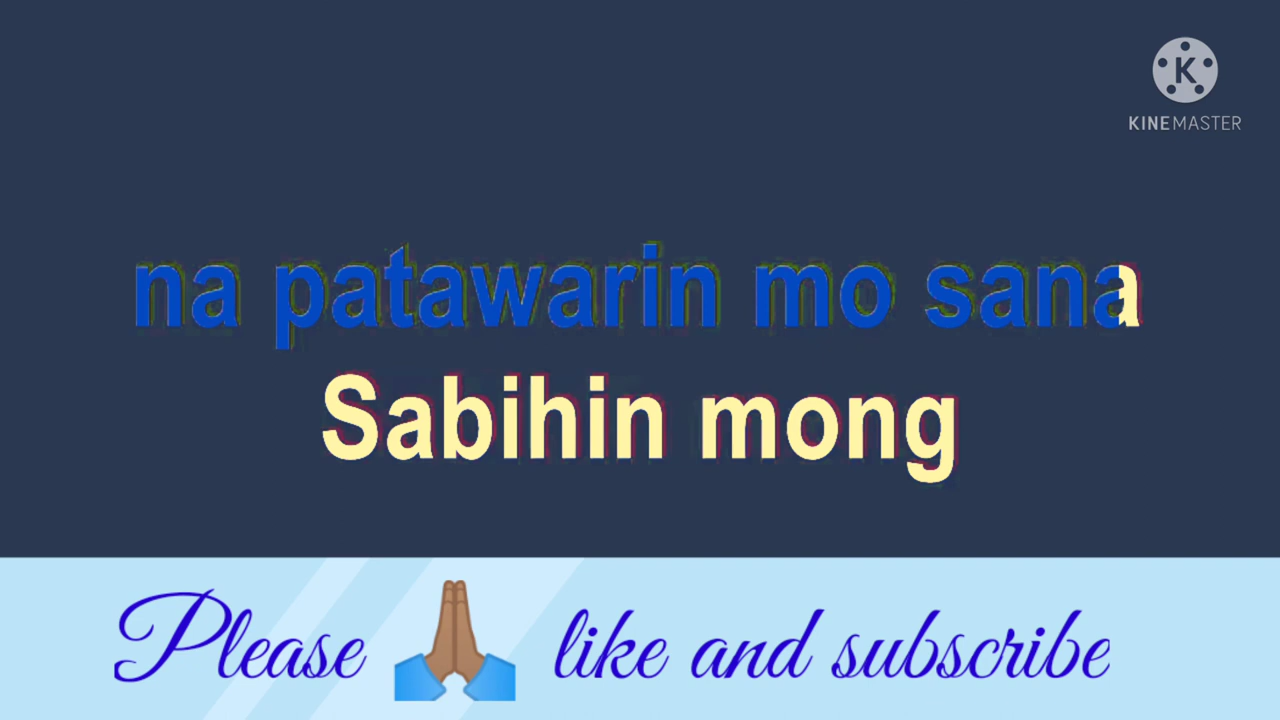 KINEMASTER
na patawarin mo sana
Sabihin mong
Please 🙏🏽 like and subscribe